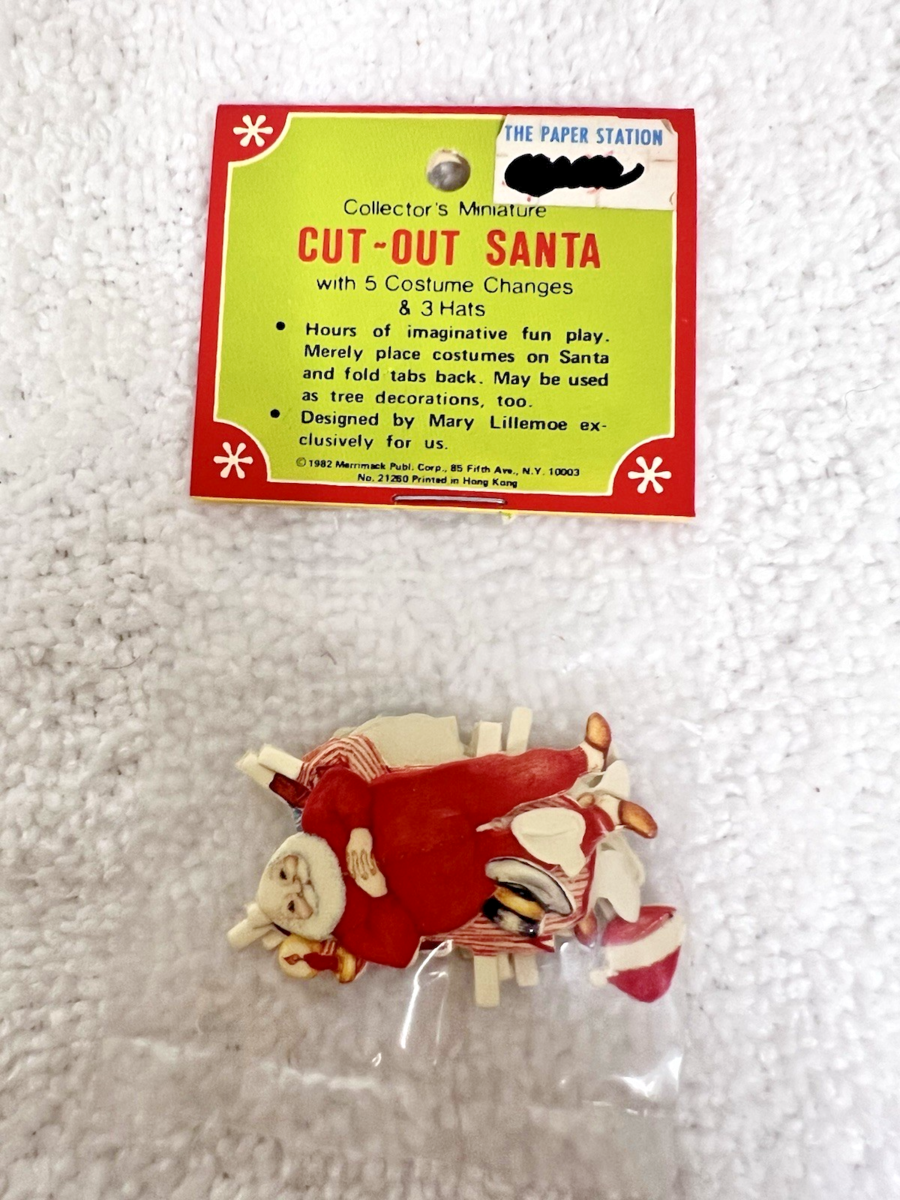 THE PAPER STATION
Collector's Miniature
CUT-OUT SANTA
with 5 Costume Changes
& 3 Hats
• Hours of imaginative fun play.
Merely place costumes on Santa
and fold tabs back. May be used
as tree decorations, too.
• Designed by Mary Lillemoe ex-
clusively for us.
© 1982 Merrimack Publ. Corp., 85 Fifth Ave., N.Y. 10003
No. 21260 Printed in Hong Kong